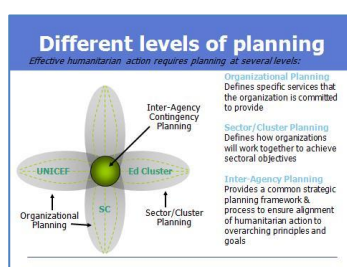 Different levels of planning
Effective humanitarian action requires planning at several levels:
Inter-Agency
Contingency
Planning
UNICEF
Ed Cluster
SC
Organizational
Planning
Sector/Cluster
Planning
Organizational Planning
Defines specific services that
the organization is committed
to provide
Sector/Cluster Planning
Defines how organizations
will work together to achieve
sectoral objectives
Inter-Agency Planning
Provides a common strategic
planning framework &
process to ensure alignment
of humanitarian action to
overarching principles and
goals